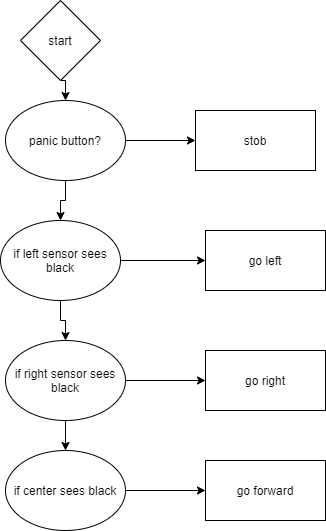 start
panic button?
stob
if left sensor sees
black
go left
if right sensor sees
black
go right
if center sees black
go forward